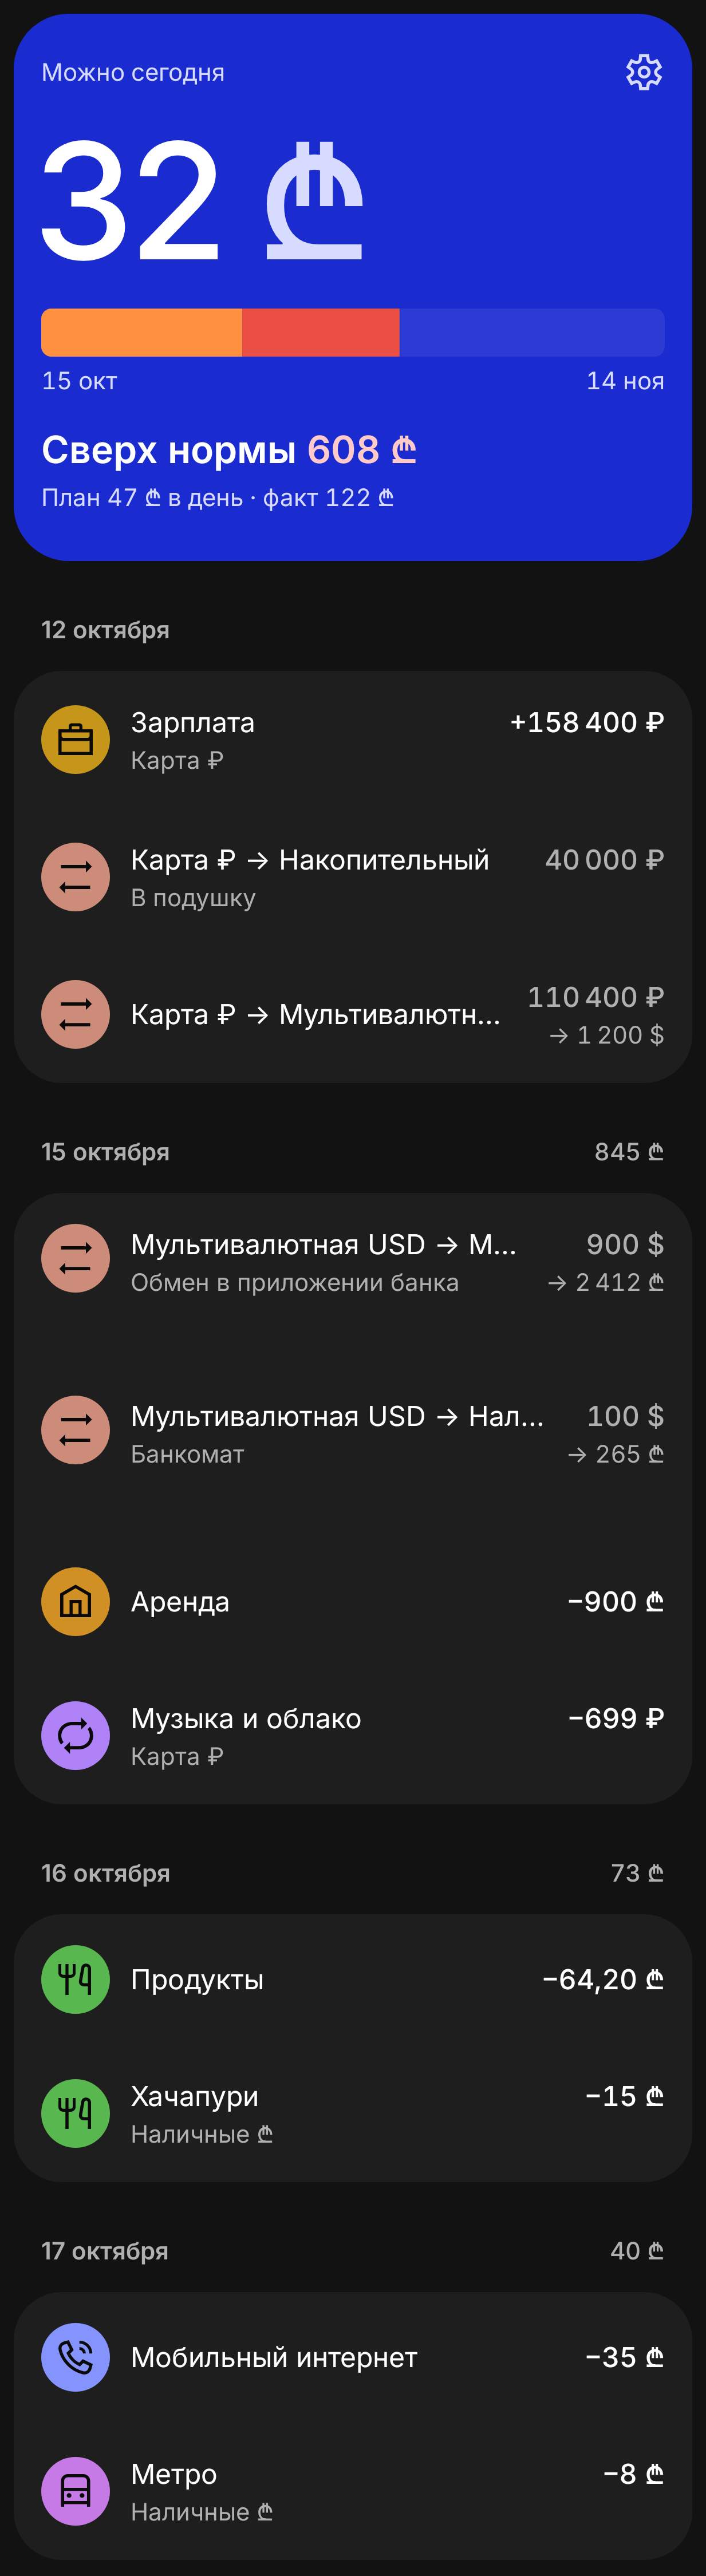 Можно сегодня
32 ₾
15 окт 14 ноя
Сверх нормы 608 ₾
План 47 ₾ в день · факт 122 ₾
12 октября
Зарплата +158 400 ₽
Карта ₽
Карта ₽ → Накопительный 40 000 ₽
В подушку
Карта ₽ → Мультивалютн... 110 400 ₽
→ 1 200 $
15 октября 845 ₾
Мультивалютная USD → М... 900 $
Обмен в приложении банка → 2 412 ₾
Мультивалютная USD → Нал... 100 $
Банкомат → 265 ₾
Аренда −900 ₾
Музыка и облако −699 ₽
Карта ₽
16 октября 73 ₾
Продукты −64,20 ₾
Хачапури −15 ₾
Наличные ₾
17 октября 40 ₾
Мобильный интернет −35 ₾
Метро −8 ₾
Наличные ₾